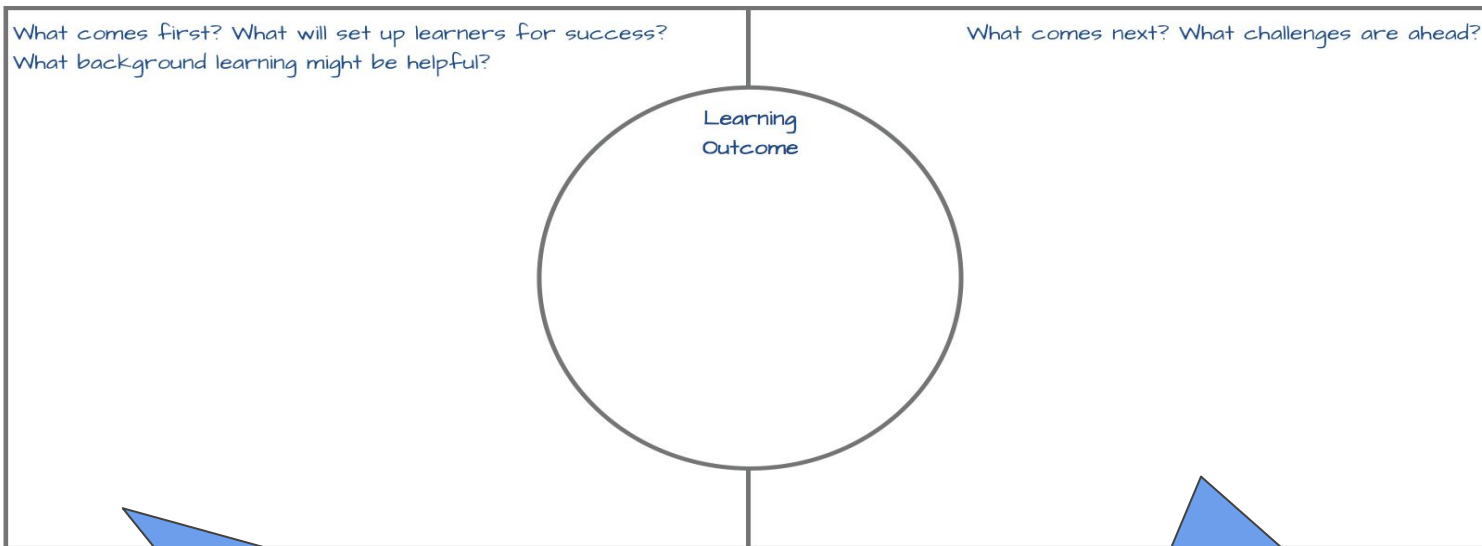 What comes first? What will set up learners for success?
What background learning might be helpful?
What comes next? What challenges are ahead?
Learning
Outcome